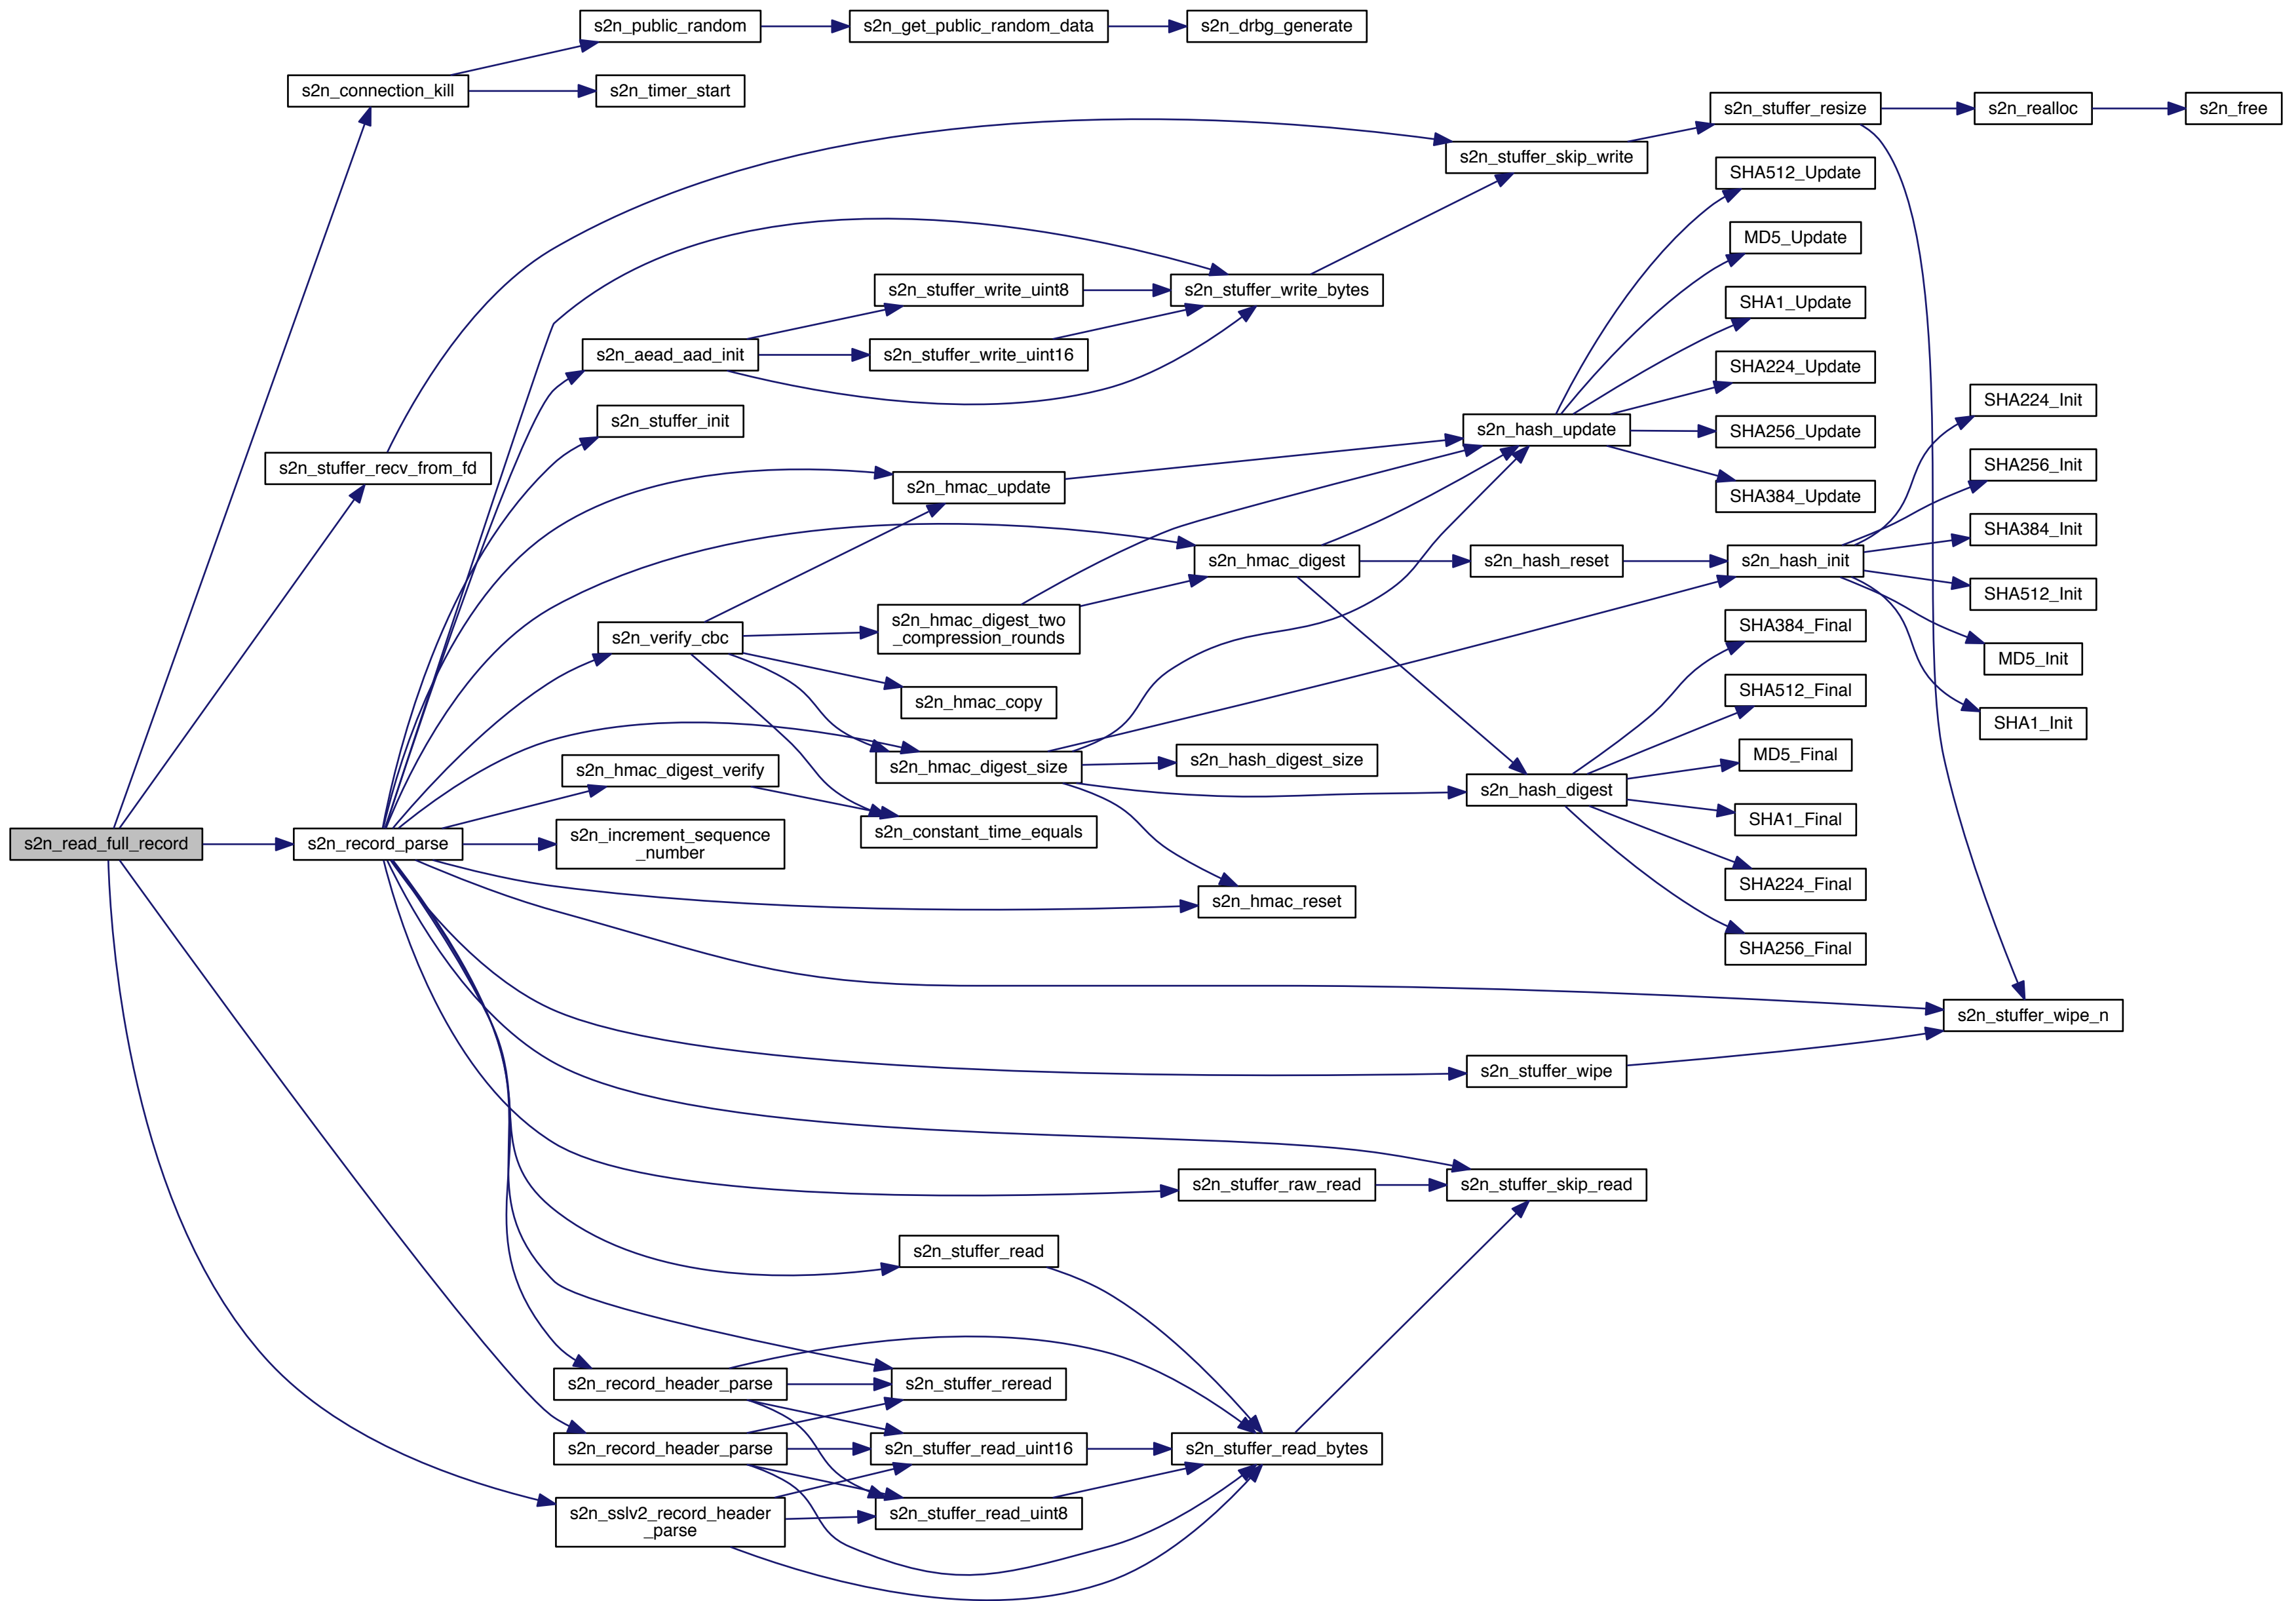 s2n_public_random
s2n_get_public_random_data
s2n_drbg_generate
s2n_connection_kill
s2n_timer_start
s2n_stuffer_resize
s2n_realloc
s2n_free
s2n_stuffer_skip_write
SHA512_Update
MD5_Update
s2n_stuffer_write_uint8
s2n_stuffer_write_bytes
SHA1_Update
s2n_aead_aad_init
s2n_stuffer_write_uint16
SHA224_Update
SHA224_Init
s2n_stuffer_init
s2n_hash_update
SHA256_Update
s2n_stuffer_recv_from_fd
SHA256_Init
s2n_hmac_update
SHA384_Update
SHA384_Init
s2n_hmac_digest
s2n_hash_reset
s2n_hash_init
SHA512_Init
s2n_verify_cbc
s2n_hmac_digest_two
_compression_rounds
SHA384_Final
MD5_Init
s2n_hmac_copy
SHA512_Final
SHA1_Init
s2n_hmac_digest_verify
s2n_hmac_digest_size
s2n_hash_digest_size
MD5_Final
s2n_hash_digest
s2n_read_full_record
s2n_record_parse
s2n_increment_sequence
_number
s2n_constant_time_equals
SHA1_Final
s2n_hmac_reset
SHA224_Final
SHA256_Final
s2n_stuffer_wipe_n
s2n_stuffer_wipe
s2n_stuffer_raw_read
s2n_stuffer_skip_read
s2n_stuffer_read
s2n_record_header_parse
s2n_stuffer_reread
s2n_record_header_parse
s2n_stuffer_read_uint16
s2n_stuffer_read_bytes
s2n_sslv2_record_header
_parse
s2n_stuffer_read_uint8